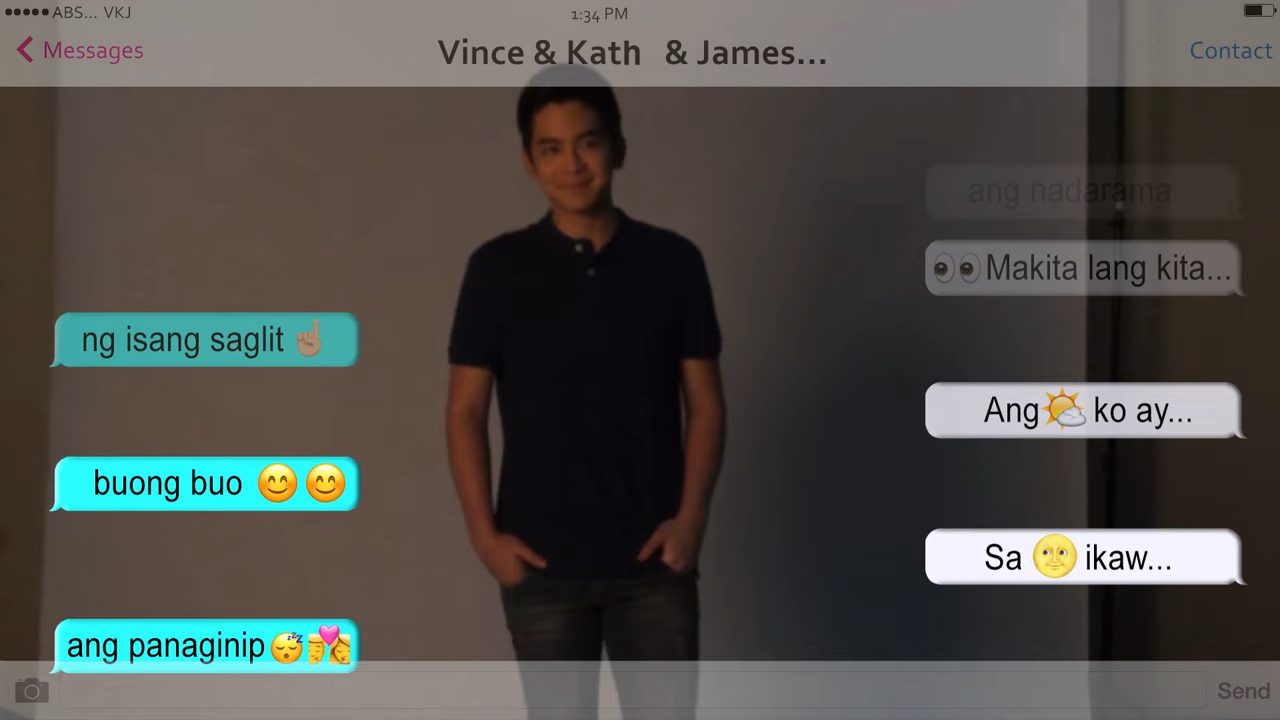 ABS... VKJ
1:34 PM
Messages
Vince & Kath & James...
Contact
ang nadarama
👀Makita lang kita...
ng isang saglit ☝
Ang🌤 ko ay...
buong buo 😊😊
Sa 🌝 ikaw...
ang panaginip😴💏
Send